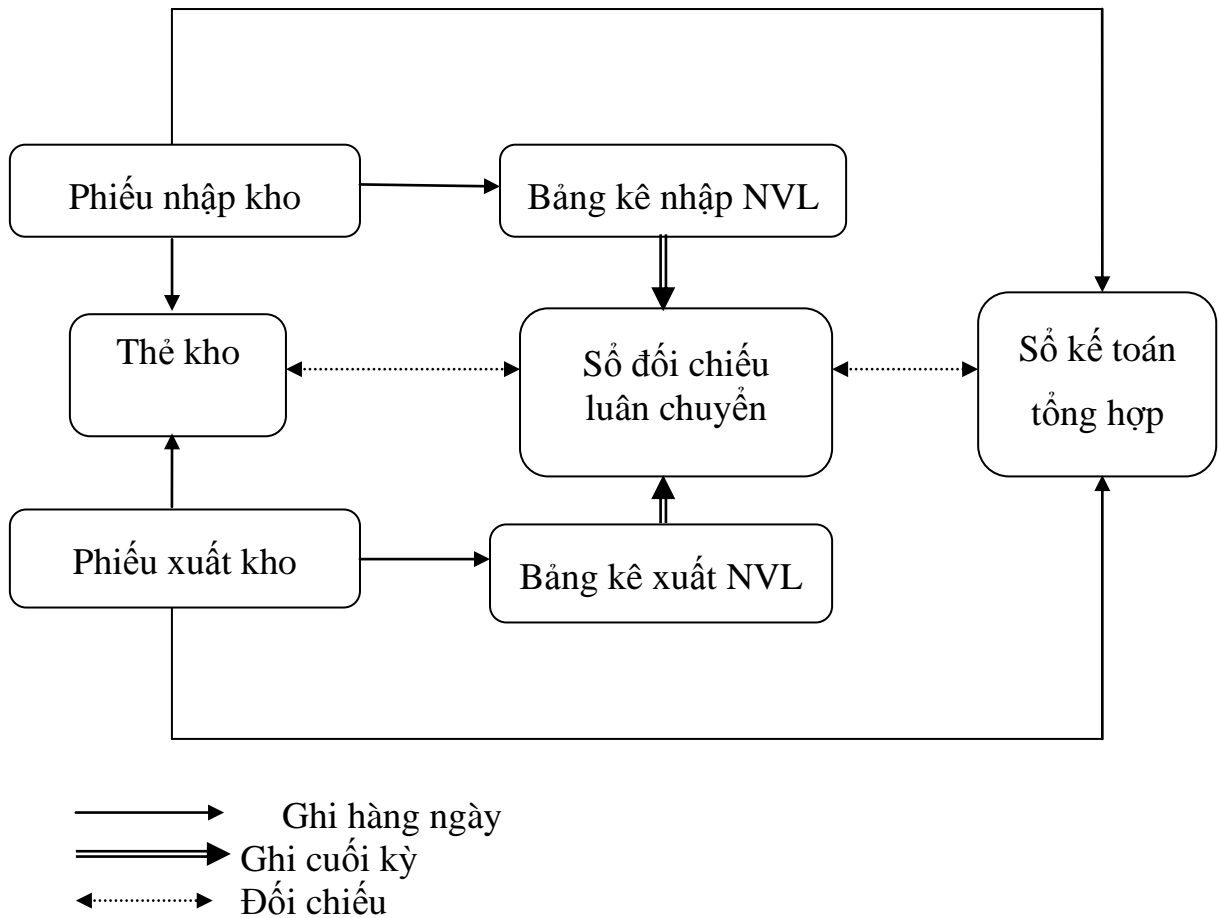 Phiếu nhập kho
Bảng kê nhập NVL
Thẻ kho
Sổ đối chiếu
luân chuyển
Sổ kế toán
tổng hợp
Phiếu xuất kho
Bảng kê xuất NVL
Ghi hàng ngày
Ghi cuối kỳ
Đối chiếu